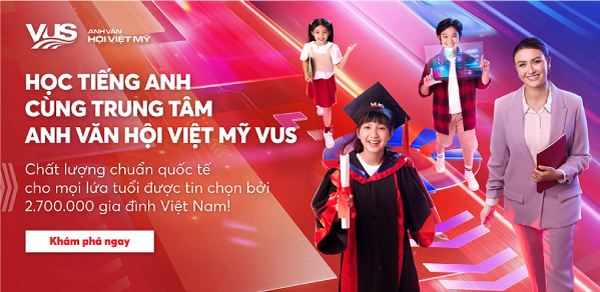 VUS
ANH VĂN
HỘI VIỆT MỸ
HỌC TIẾNG ANH
CÙNG TRUNG TÂM
ANH VĂN HỘI VIỆT MỸ VUS
Chất lượng chuẩn quốc tế
cho mọi lứa tuổi được tin chọn bởi
2.700.000 gia đình Việt Nam!
Khám phá ngay
VUS